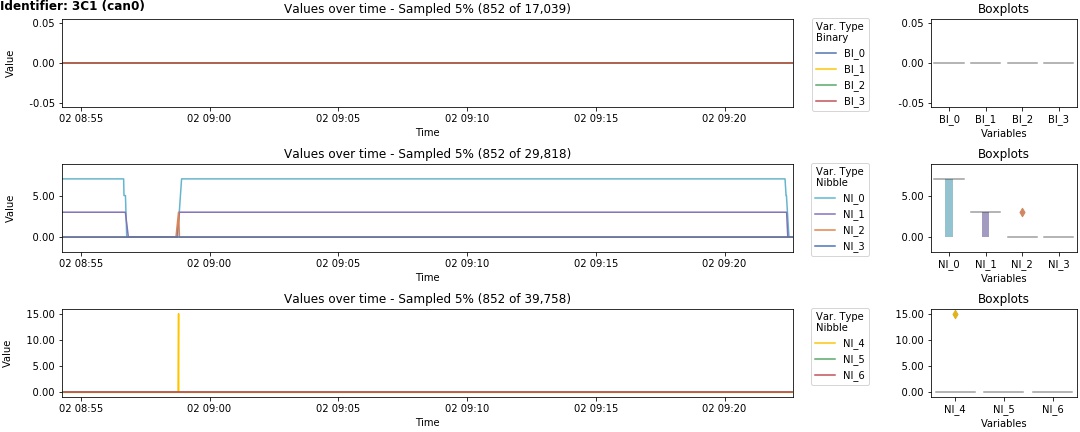 Identifier: 3C1 (can0)
Values over time - Sampled 5% (852 of 17,039)
Boxplots
0.05
0.00
-0.05
Value
02 08:55
02 09:00
02 09:05
02 09:10
02 09:15
02 09:20
Time
Var. Type
Binary
BI_0
BI_1
BI_2
BI_3
0.05
0.00
-0.05
BI_0
BI_1
BI_2
BI_3
Variables
Values over time - Sampled 5% (852 of 29,818)
Boxplots
5.00
0.00
Value
02 08:55
02 09:00
02 09:05
02 09:10
02 09:15
02 09:20
Time
Var. Type
Nibble
NI_0
NI_1
NI_2
NI_3
5.00
0.00
NI_0
NI_1
NI_2
NI_3
Variables
Values over time - Sampled 5% (852 of 39,758)
Boxplots
15.00
10.00
5.00
0.00
Value
02 08:55
02 09:00
02 09:05
02 09:10
02 09:15
02 09:20
Time
Var. Type
Nibble
NI_4
NI_5
NI_6
15.00
10.00
5.00
0.00
NI_4
NI_5
NI_6
Variables